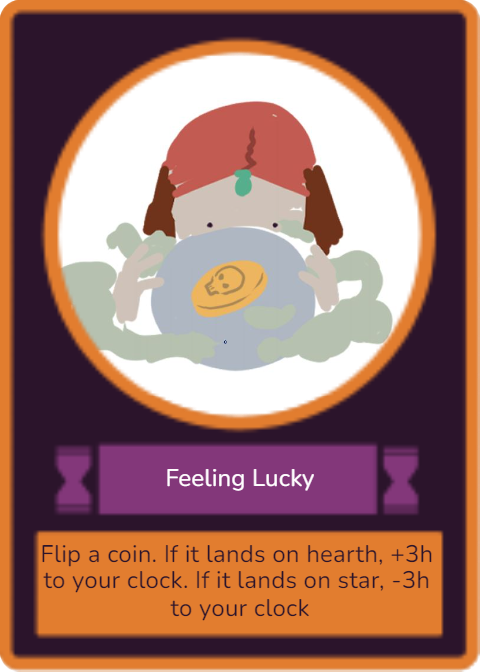 Feeling Lucky
Flip a coin. If it lands on hearth, +3h
to your clock. If it lands on star, -3h
to your clock